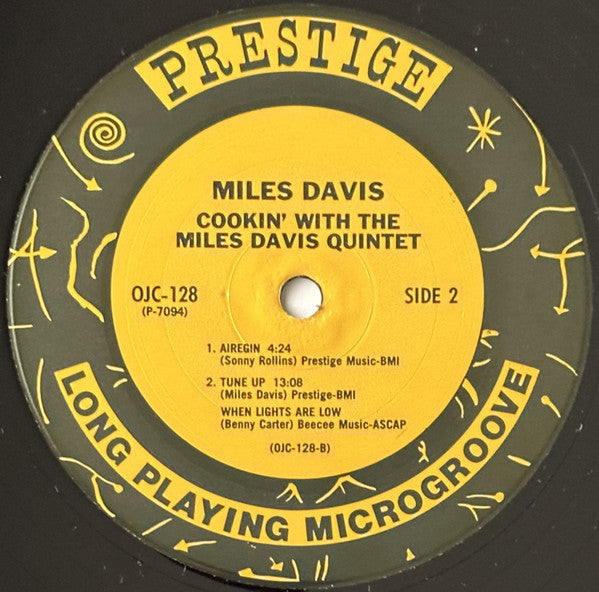 PRESTIGE
MILES DAVIS
COOKIN' WITH THE
MILES DAVIS QUINTET
OJC-128
(P-7094)
SIDE 2
1. AIREGIN 4:24
(Sonny Rollins) Prestige Music-BMI
2. TUNE UP 13:08
(Miles Davis) Prestige-BMI
WHEN LIGHTS ARE LOW
(Benny Carter) Beecee Music-ASCAP
(OJC-128-B)
LONG PLAYING MICROGROOVE